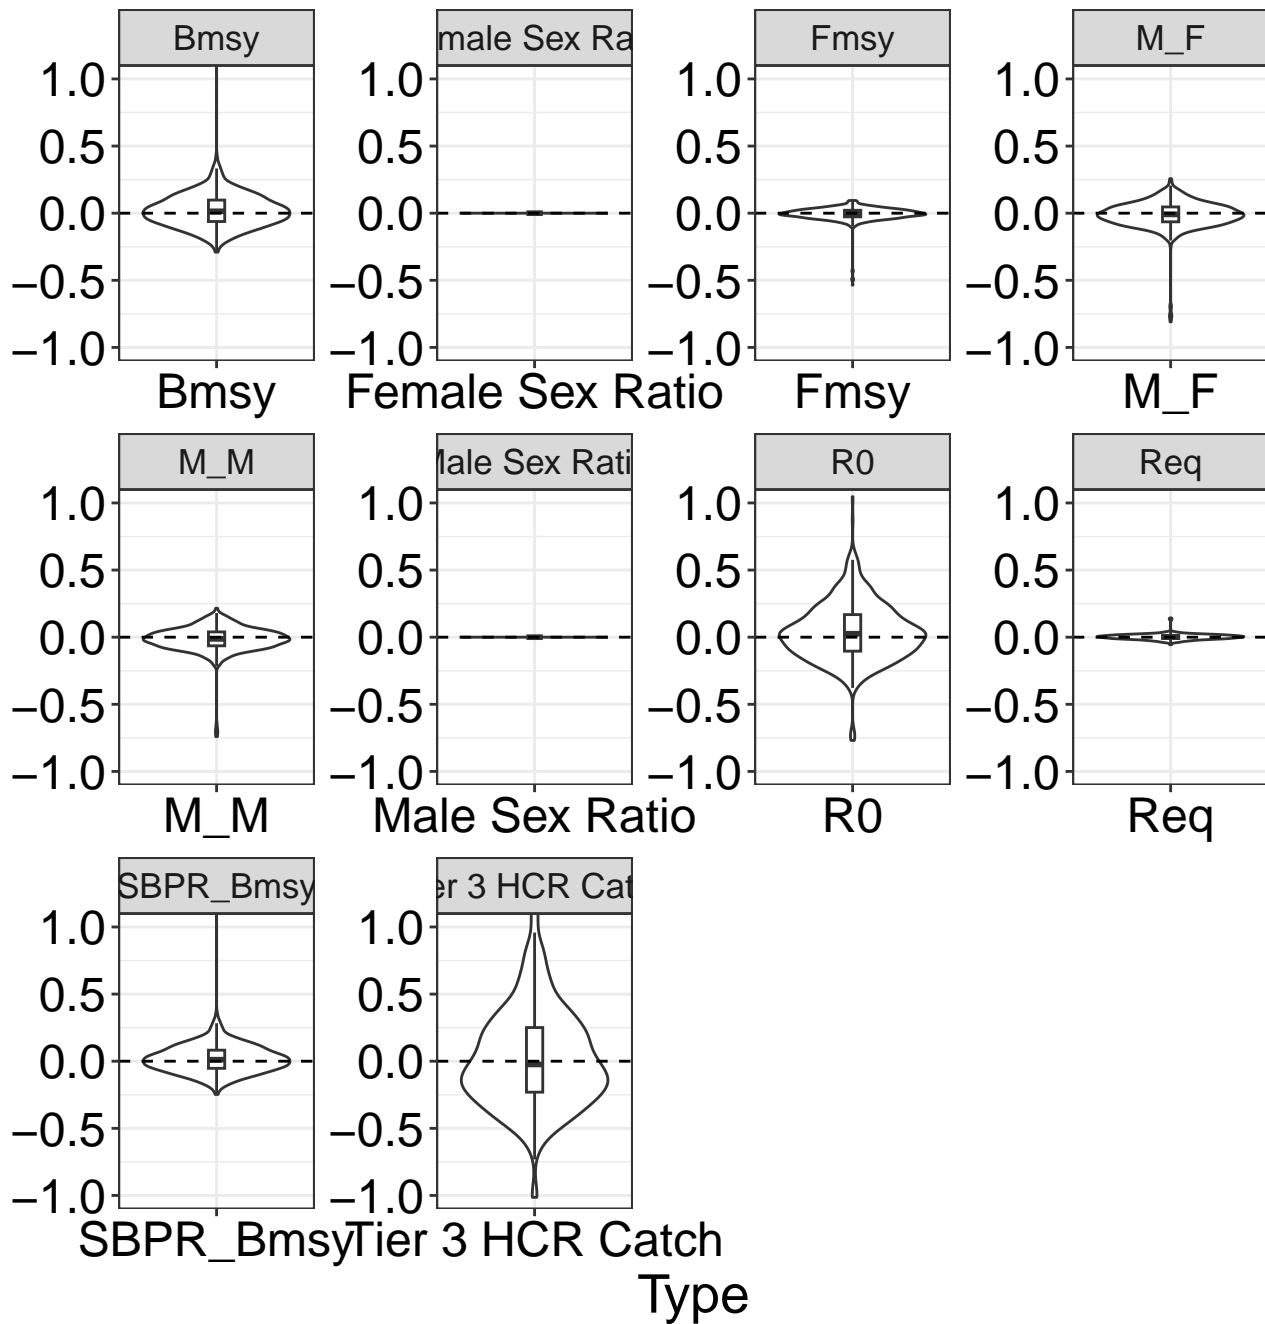 Bmsy male Sex Ra Fmsy M_F
1.0 1.0 1.0 1.0
0.5 0.5 0.5 0.5
0.0 0.0 0.0 0.0
−0.5 −0.5 −0.5 −0.5
−1.0 −1.0 −1.0 −1.0
Bmsy Female Sex Ratio Fmsy M_F
M_M Male Sex Rati R0 Req
1.0 1.0 1.0 1.0
0.5 0.5 0.5 0.5
0.0 0.0 0.0 0.0
−0.5 −0.5 −0.5 −0.5
−1.0 −1.0 −1.0 −1.0
M_M Male Sex Ratio R0 Req
SBPR_Bmsy er 3 HCR Cat
1.0 1.0
0.5 0.5
0.0 0.0
−0.5 −0.5
−1.0 −1.0
SBPR_Bmsy Tier 3 HCR Catch
Type